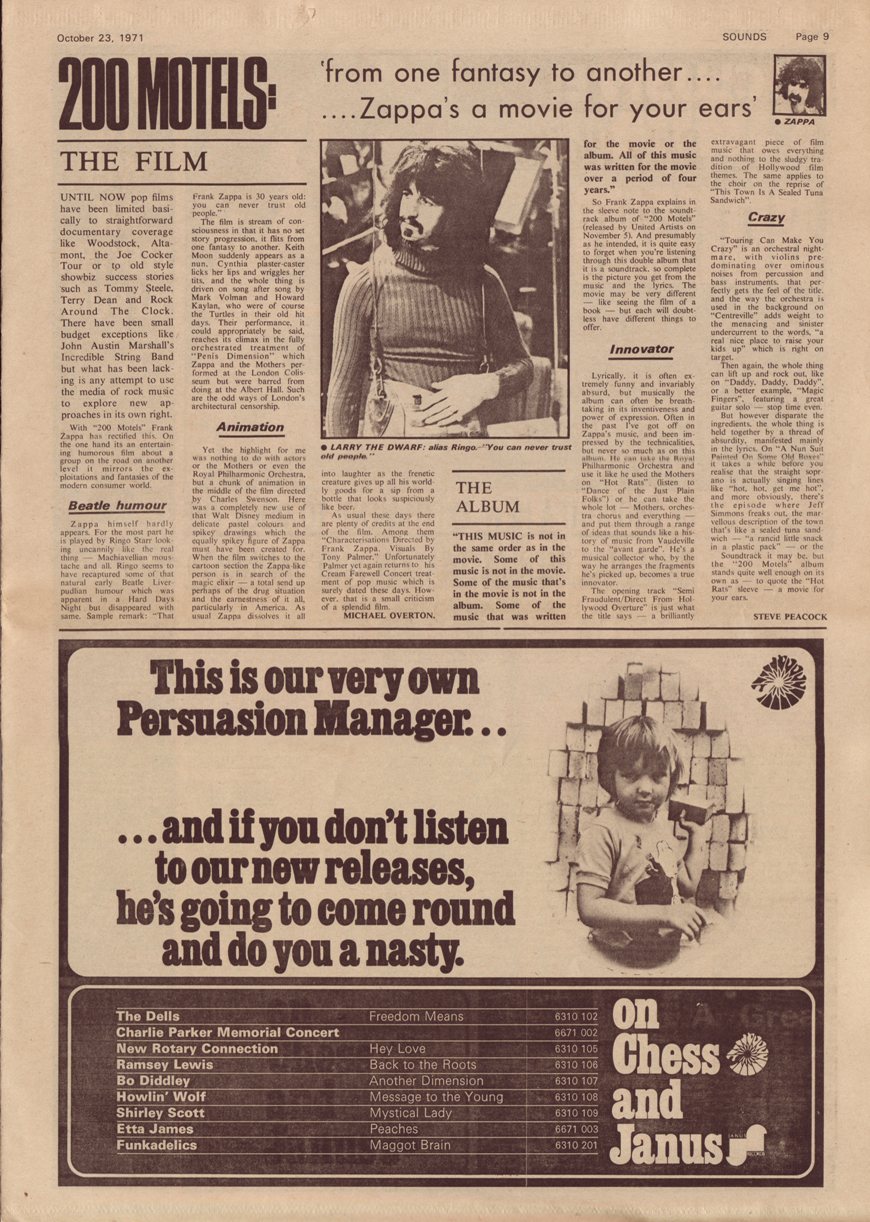 October 23, 1971
SOUNDS
Page 9
200 MOTELS:
'from one fantasy to another....
....Zappa's a movie for your ears'
● ZAPPA
THE FILM
UNTIL NOW pop films
have been limited basi-
cally to straightforward
documentary coverage
like Woodstock, Alta-
mont, the Joe Cocker
Tour or to old style
showbiz success stories
such as Tommy Steele,
Terry Dean and Rock
Around The Clock.
There have been small
budget exceptions like
John Austin Marshall's
Incredible String Band
but what has been lack-
ing is any attempt to use
the media of rock music
to explore new ap-
proaches in its own right.
With "200 Motels" Frank
Zappa has rectified this. On
the one hand its an entertain-
ing humorous film about a
group on the road on another
level it mirrors the ex-
ploitations and fantasies of the
modern consumer world.
Beatle humour
Zappa himself hardly
appears. For the most part he
is played by Ringo Starr look-
ing uncannily like the real
thing — Machiavellian mous-
tache and all. Ringo seems to
have recaptured some of that
natural early Beatle Liver-
pudlian humour which was
apparent in a Hard Days
Night but disappeared with
same. Sample remark: "That
Frank Zappa is 30 years old:
you can never trust old
people."
The film is stream of con-
sciousness in that it has no set
story progression, it flits from
one fantasy to another. Keith
Moon suddenly appears as a
nun, Cynthia plaster-caster
licks her lips and wriggles her
tits, and the whole thing is
driven on song after song by
Mark Volman and Howard
Kaylan, who were of course
the Turtles in their old hit
days. Their performance, it
could appropriately be said,
reaches its climax in the fully
orchestrated treatment of
"Penis Dimension" which
Zappa and the Mothers per-
formed at the London Colis-
seum but were barred from
doing at the Albert Hall. Such
are the odd ways of London's
architectural censorship.
Animation
Yet the highlight for me
was nothing to do with actors
or the Mothers or even the
Royal Philharmonic Orchestra,
but a chunk of animation in
the middle of the film directed
by Charles Swenson. Here
was a completely new use of
that Walt Disney medium in
delicate pastel colours and
spikey drawings which the
equally spikey figure of Zappa
must have been created for.
When the film switches to the
cartoon section the Zappa-like
person is in search of the
magic elixir — a total send up
perhaps of the drug situation
and the earnestness of it all,
particularly in America. As
usual Zappa dissolves it all
● LARRY THE DWARF: alias Ringo. "You can never trust
old people."
into laughter as the frenetic
creature gives up all his world-
ly goods for a sip from a
bottle that looks suspiciously
like beer.
As usual these days there
are plenty of credits at the end
of the film. Among them
"Characterisations Directed by
Frank Zappa. Visuals By
Tony Palmer." Unfortunately
Palmer yet again returns to his
Cream Farewell Concert treat-
ment of pop music which is
surely dated these days. How-
ever, that is a small criticism
of a splendid film.
MICHAEL OVERTON.
THE
ALBUM
"THIS MUSIC is not in
the same order as in the
movie. Some of this
music is not in the movie.
Some of the music that's
in the movie is not in the
album. Some of the
music that was written
for the movie or the
album. All of this music
was written for the movie
over a period of four
years."
So Frank Zappa explains in
the sleeve note to the sound-
track album of "200 Motels"
(released by United Artists on
November 5). And presumably
as he intended, it is quite easy
to forget when you're listening
through this double album that
it is a soundtrack, so complete
is the picture you get from the
music and the lyrics. The
movie may be very different
— like seeing the film of a
book — but each will doubt-
less have different things to
offer.
Innovator
Lyrically, it is often ex-
tremely funny and invariably
absurd, but musically the
album can often be breath-
taking in its inventiveness and
power of expression. Often in
the past I've got off on
Zappa's music, and been im-
pressed by the technicalities,
but never so much as on this
album. He can take the Royal
Philharmonic Orchestra and
use it like he used the Mothers
on "Hot Rats" (listen to
"Dance of the Just Plain
Folks") or he can take the
whole lot — Mothers, orches-
tra chorus and everything —
and put them through a range
of ideas that sounds like a his-
tory of music from Vaudeville
to the "avant garde". He's a
musical collector who, by the
way he arranges the fragments
he's picked up, becomes a true
innovator.
The opening track "Semi
Fraudulent/Direct From Hol-
lywood Overture" is just what
the title says — a brilliantly
extravagant piece of film
music that owes everything
and nothing to the sludgy tra-
dition of Hollywood film
themes. The same applies to
the choir on the reprise of
"This Town Is A Sealed Tuna
Sandwich".
Crazy
"Touring Can Make You
Crazy" is an orchestral night-
mare, with violins pre-
dominating over ominous
noises from percussion and
bass instruments, that per-
fectly gets the feel of the title,
and the way the orchestra is
used in the background on
"Centreville" adds weight to
the menacing and sinister
undercurrent to the words, "a
real nice place to raise your
kids up" which is right on
target.
Then again, the whole thing
can lift up and rock out, like
on "Daddy, Daddy, Daddy",
or a better example, "Magic
Fingers", featuring a great
guitar solo — stop time even.
But however disparate the
ingredients, the whole thing is
held together by a thread of
absurdity, manifested mainly
in the lyrics. On "A Nun Suit
Painted On Some Old Boxes"
it takes a while before you
realise that the straight sopr-
ano is actually singing lines
like "hot, hot, get me hot",
and more obviously, there's
the episode where Jeff
Simmons freaks out, the mar-
vellous description of the town
that's like a sealed tuna sand-
wich — "a rancid little snack
in a plastic pack" — or the
Soundtrack it may be, but
the "200 Motels" album
stands quite well enough on its
own as — to quote the "Hot
Rats" sleeve — a movie for
your ears.
STEVE PEACOCK
This is our very own
Persuasion Manager...
...and if you don't listen
to our new releases,
he's going to come round
and do you a nasty.
The Dells Freedom Means 6310 102
Charlie Parker Memorial Concert 6671 002
New Rotary Connection Hey Love 6310 105
Ramsey Lewis Back to the Roots 6310 106
Bo Diddley Another Dimension 6310 107
Howlin' Wolf Message to the Young 6310 108
Shirley Scott Mystical Lady 6310 109
Etta James Peaches 6671 003
Funkadelics Maggot Brain 6310 201
on
Chess
and
Janus
JANUS